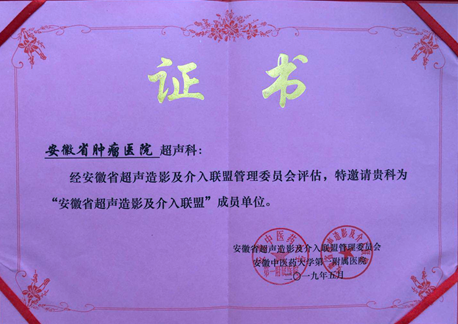 证书
安徽省肿瘤医院 超声科：
经安徽省超声造影及介入联盟管理委员会评估，特邀请贵科为
“安徽省超声造影及介入联盟”成员单位。
安徽省超声造影及介入联盟管理委员会
安徽中医药大学第一附属医院
二〇一九年五月